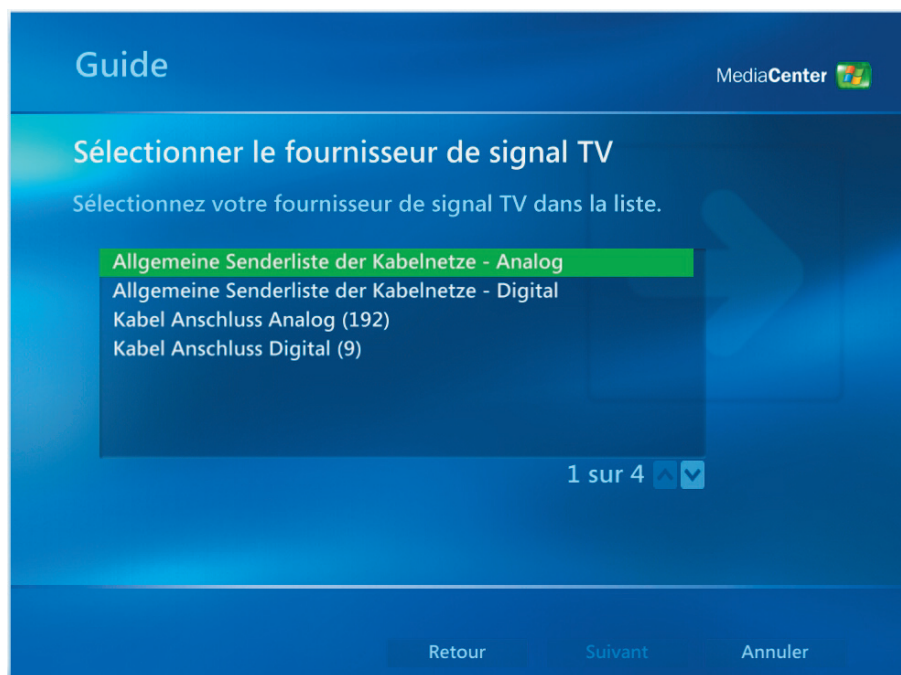 Guide
MediaCenter
Sélectionner le fournisseur de signal TV
Sélectionnez votre fournisseur de signal TV dans la liste.
Allgemeine Senderliste der Kabelnetze - Analog
Allgemeine Senderliste der Kabelnetze - Digital
Kabel Anschluss Analog (192)
Kabel Anschluss Digital (9)
1 sur 4
Retour Suivant Annuler